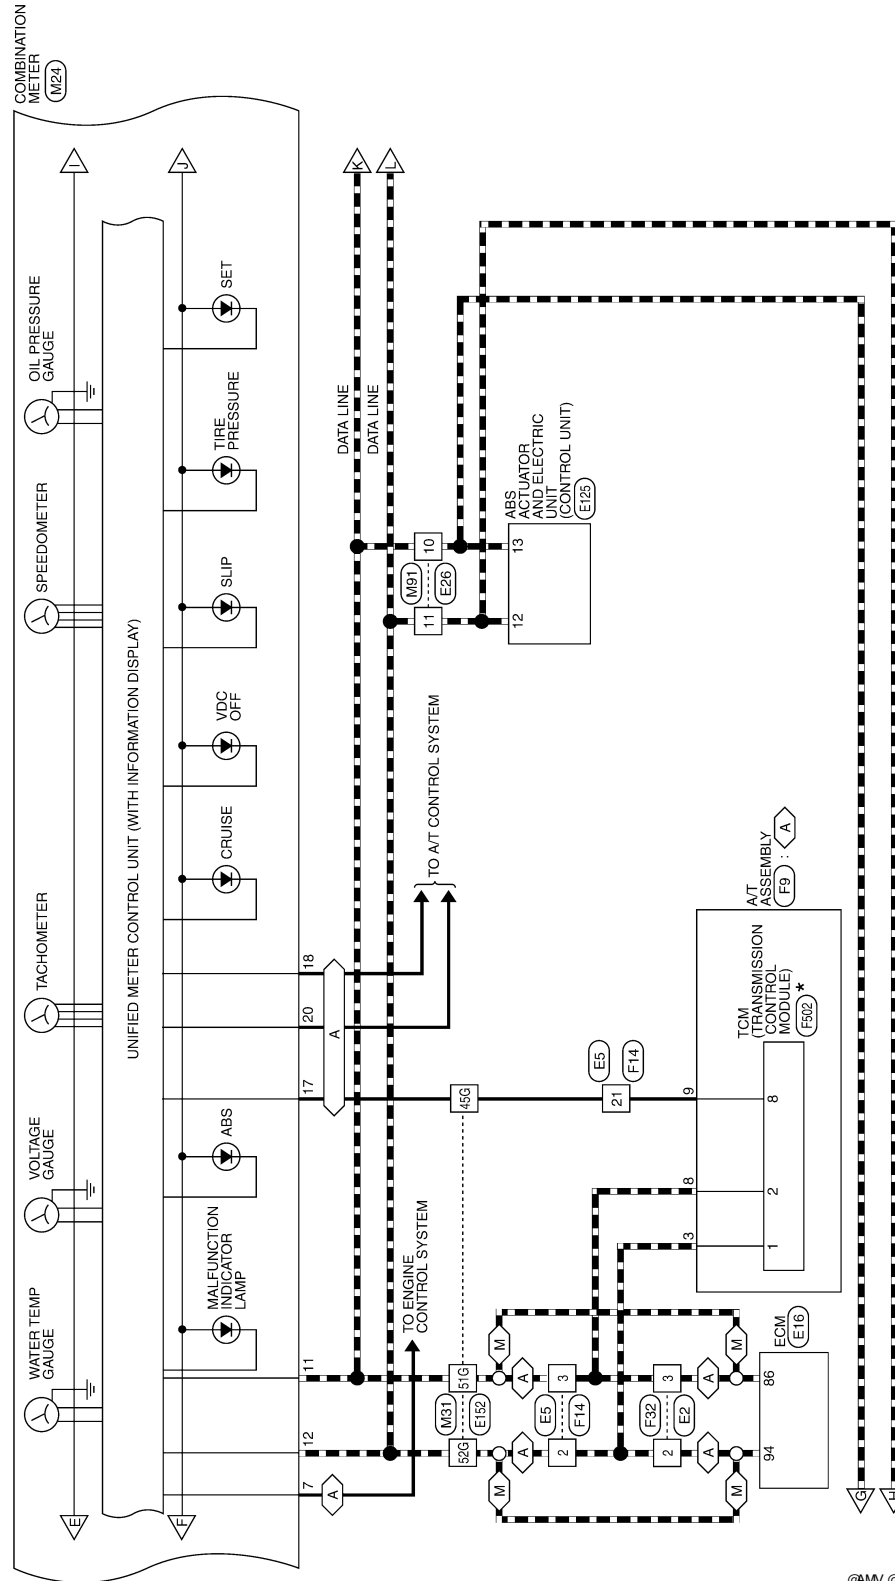 COMBINATION
METER
M24
E
I
F
J
WATER TEMP
GAUGE
VOLTAGE
GAUGE
TACHOMETER
SPEEDOMETER
OIL PRESSURE
GAUGE
UNIFIED METER CONTROL UNIT (WITH INFORMATION DISPLAY)
MALFUNCTION
INDICATOR
LAMP
ABS
CRUISE
VDC
OFF
SLIP
TIRE
PRESSURE
SET
7
12
11
17
20
18
A
A
K
L
DATA LINE
DATA LINE
TO ENGINE
CONTROL SYSTEM
TO A/T CONTROL SYSTEM
52G
51G
45G
M31
E152
M
M
A
A
2
3
E5
F14
21
E5
F14
2
3
F32
E2
A
A
M
M
94
86
ECM
E16
3
8
9
1
2
8
TCM
(TRANSMISSION
CONTROL
MODULE)
F502 *
A/T
ASSEMBLY
F9 : A
11
10
M91
E26
12
13
ABS
ACTUATOR
AND ELECTRIC
UNIT
(CONTROL UNIT)
E125
G
H